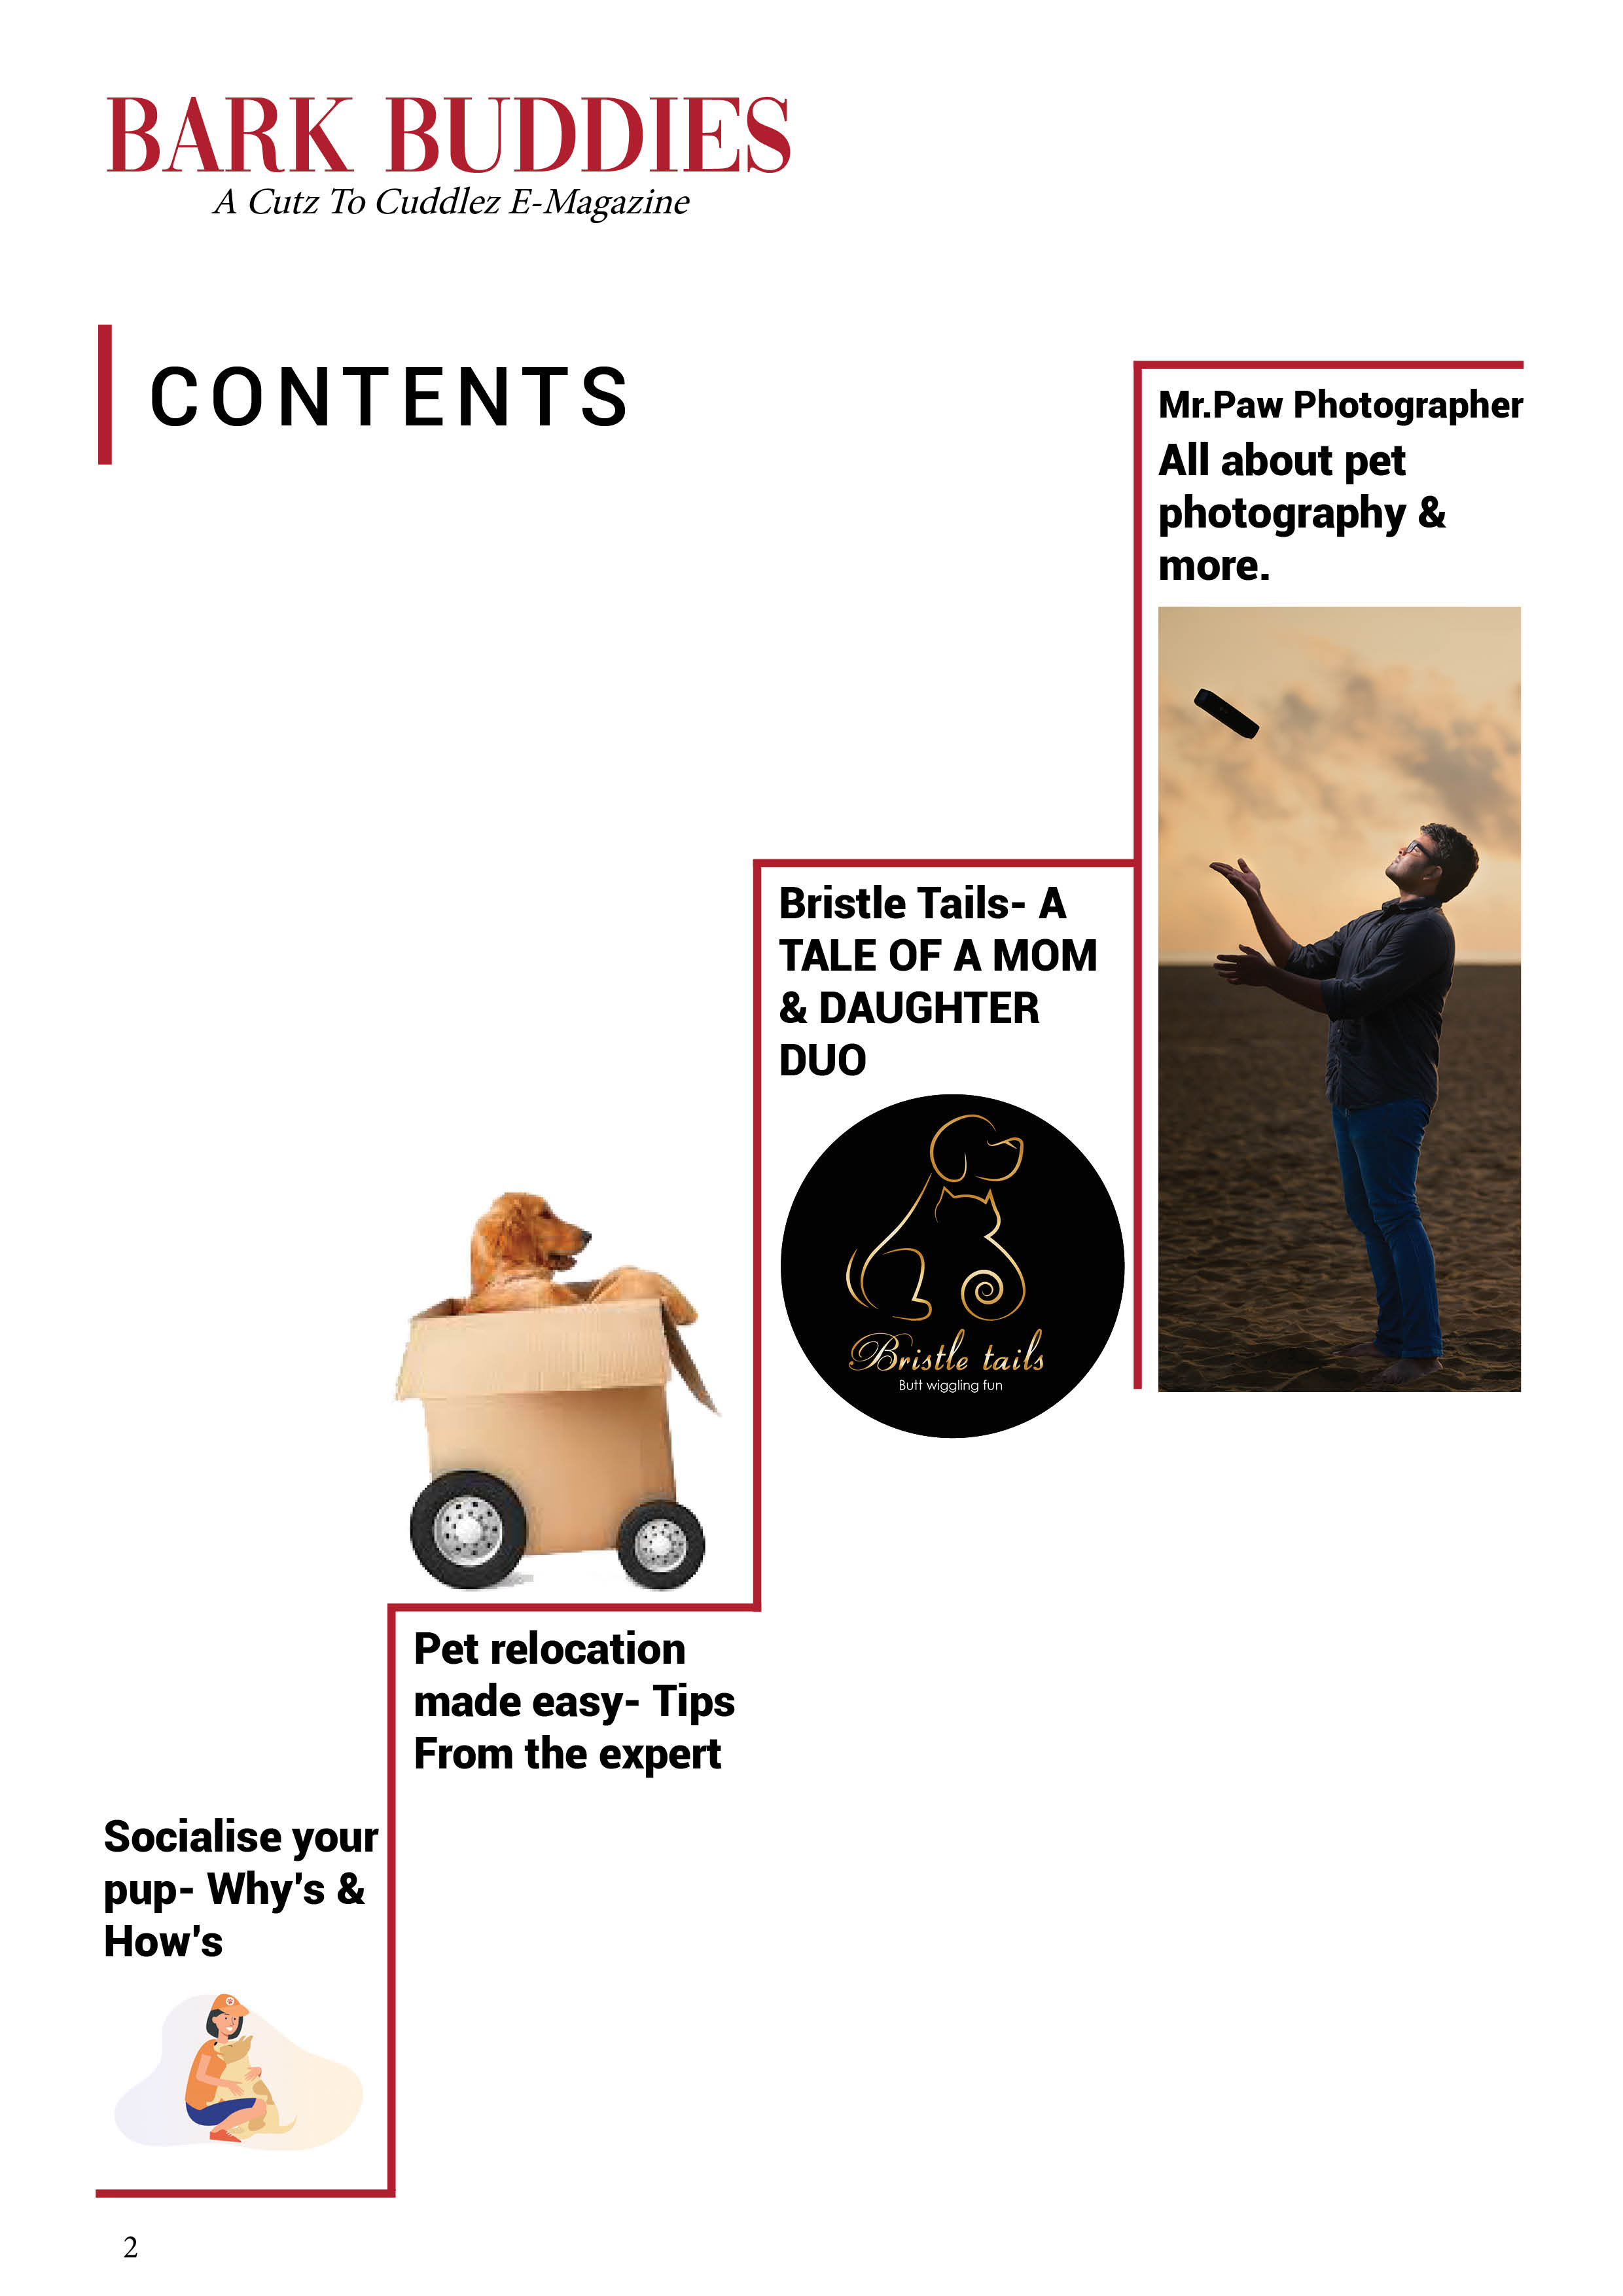 BARK BUDDIES
A Cutz To Cuddlez E-Magazine
CONTENTS
Mr.Paw Photographer
All about pet
photography &
more.
Bristle Tails- A
TALE OF A MOM
& DAUGHTER
DUO
Bristle tails
Butt wiggling fun
Pet relocation
made easy- Tips
From the expert
Socialise your
pup- Why's &
How's
2